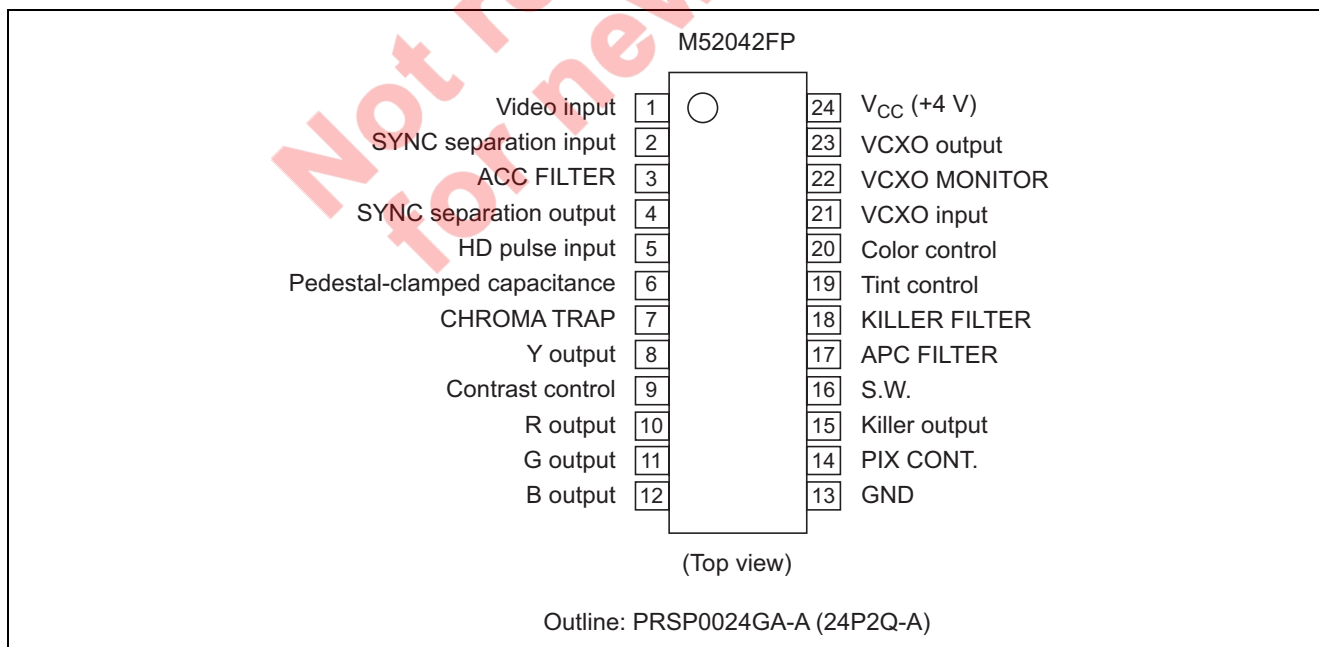 Not r
for new
M52042FP
Video input 1 24 VCC (+4 V)
SYNC separation input 2 23 VCXO output
ACC FILTER 3 22 VCXO MONITOR
SYNC separation output 4 21 VCXO input
HD pulse input 5 20 Color control
Pedestal-clamped capacitance 6 19 Tint control
CHROMA TRAP 7 18 KILLER FILTER
Y output 8 17 APC FILTER
Contrast control 9 16 S.W.
R output 10 15 Killer output
G output 11 14 PIX CONT.
B output 12 13 GND
(Top view)
Outline: PRSP0024GA-A (24P2Q-A)